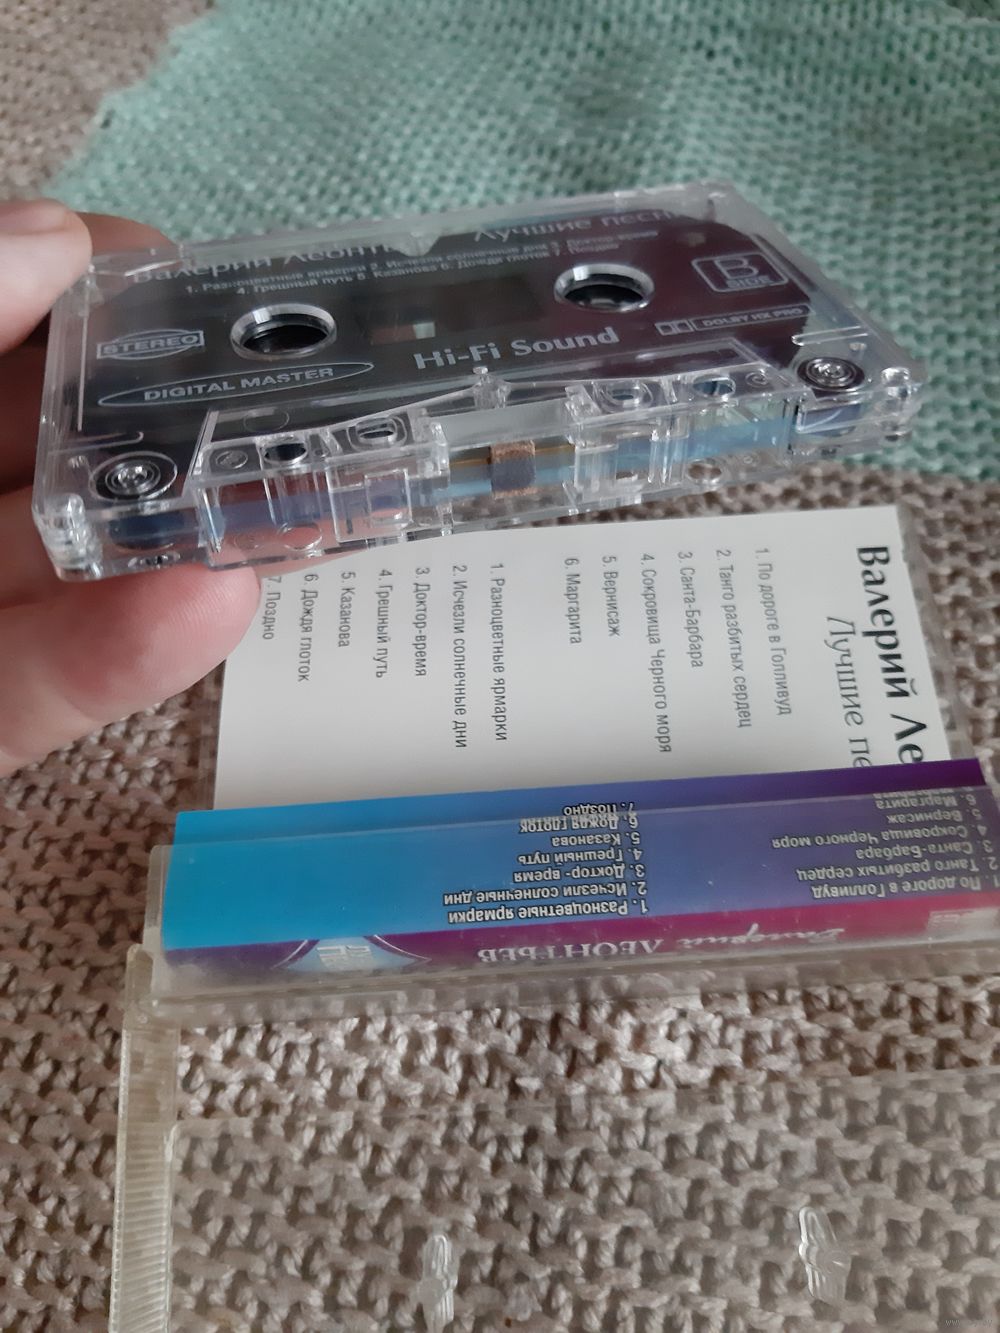 Валерий Леонть
Лучшие песн
1. Разноцветные ярмарки 2. Исчезли солнечные дни 3. Доктор-время
4. Грешный путь 5. Казанова 6. Дождя глоток 7. Поздно
B
SIDE
STEREO
DIGITAL MASTER
Hi-Fi Sound
DOLBY HX PRO
Валерий Ле
Лучшие пе
1. По дороге в Голливуд
2. Танго разбитых сердец
3. Санта-Барбара
4. Сокровища Черного моря
5. Вернисаж
6. Маргарита
1. Разноцветные ярмарки
2. Исчезли солнечные дни
3. Доктор-время
4. Грешный путь
5. Казанова
6. Дождя глоток
7. Поздно
Валерий ЛЕОНТЬЕВ
1. По дороге в Голливуд
2. Танго разбитых сердец
3. Санта-Барбара
4. Сокровища Черного моря
5. Вернисаж
6. Маргарита
1. Разноцветные ярмарки
2. Исчезли солнечные дни
3. Доктор- время
4. Грешный путь
5. Казанова
6. Дождя глоток
7. Поздно